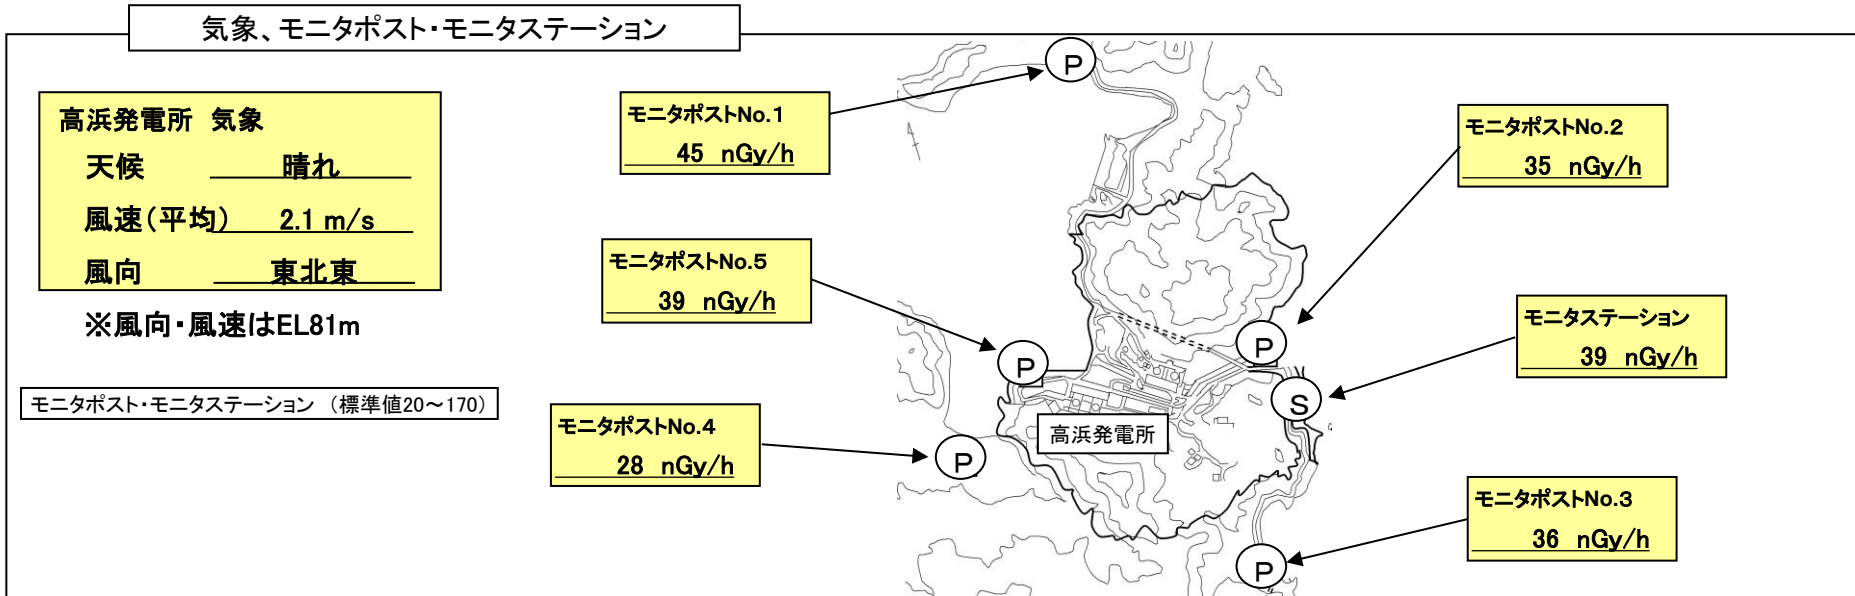 気象、モニタポスト・モニタステーション
高浜発電所 気象
天候 晴れ
風速(平均) 2.1 m/s
風向 東北東
※風向・風速はEL81m
モニタポスト・モニタステーション (標準値20～170)
モニタポストNo.1
45 nGy/h
モニタポストNo.5
39 nGy/h
モニタポストNo.4
28 nGy/h
P
P
P
高浜発電所
P
S
P
モニタポストNo.2
35 nGy/h
モニタステーション
39 nGy/h
モニタポストNo.3
36 nGy/h